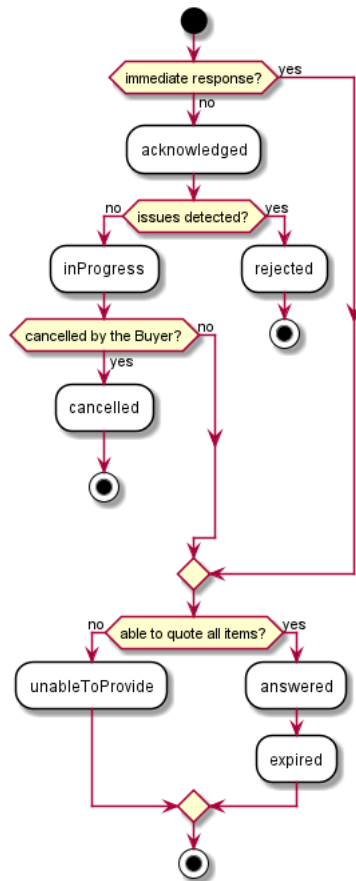 immediate response?
yes
no
acknowledged
no
issues detected?
yes
inProgress
rejected
cancelled by the Buyer?
no
yes
cancelled
no
able to quote all items?
yes
unableToProvide
answered
expired